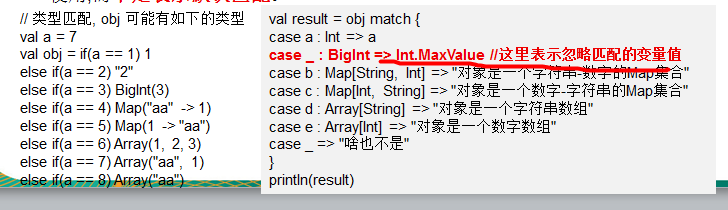 // 类型匹配, obj 可能有如下的类型
val a = 7
val obj = if(a == 1) 1
else if(a == 2) "2"
else if(a == 3) BigInt(3)
else if(a == 4) Map("aa" -> 1)
else if(a == 5) Map(1 -> "aa")
else if(a == 6) Array(1, 2, 3)
else if(a == 7) Array("aa", 1)
else if(a == 8) Array("aa")
val result = obj match {
case a : Int => a
case _ : BigInt => Int.MaxValue //这里表示忽略匹配的变量值
case b : Map[String, Int] => "对象是一个字符串-数字的Map集合"
case c : Map[Int, String] => "对象是一个数字-字符串的Map集合"
case d : Array[String] => "对象是一个字符串数组"
case e : Array[Int] => "对象是一个数字数组"
case _ => "啥也不是"
}
println(result)